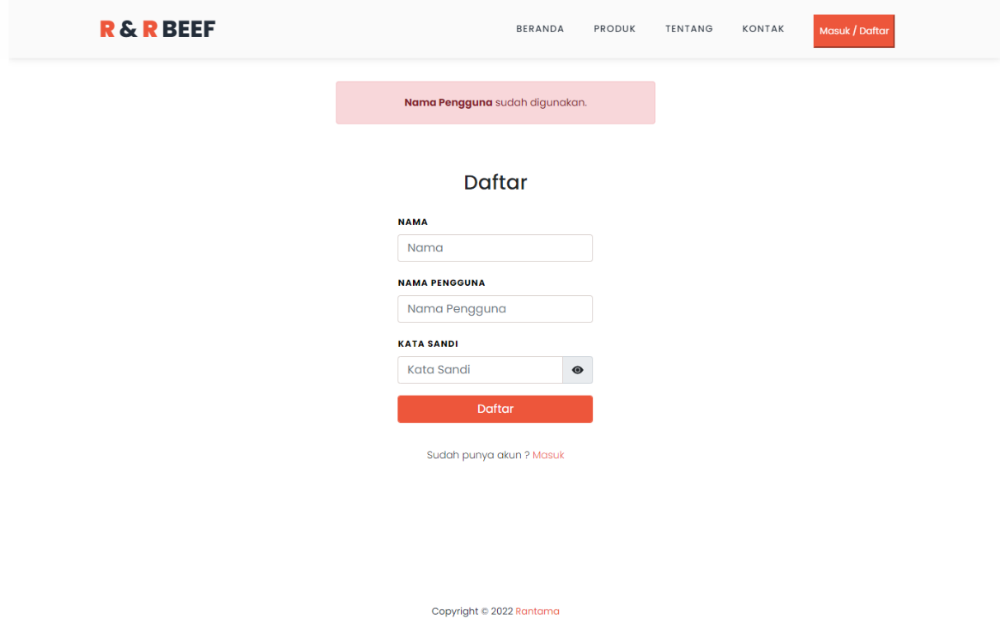 R & R BEEF
BERANDA PRODUK TENTANG KONTAK Masuk / Daftar
Nama Pengguna sudah digunakan.
Daftar
NAMA
Nama
NAMA PENGGUNA
Nama Pengguna
KATA SANDI
Kata Sandi
Daftar
Sudah punya akun ? Masuk
Copyright © 2022 Rantama